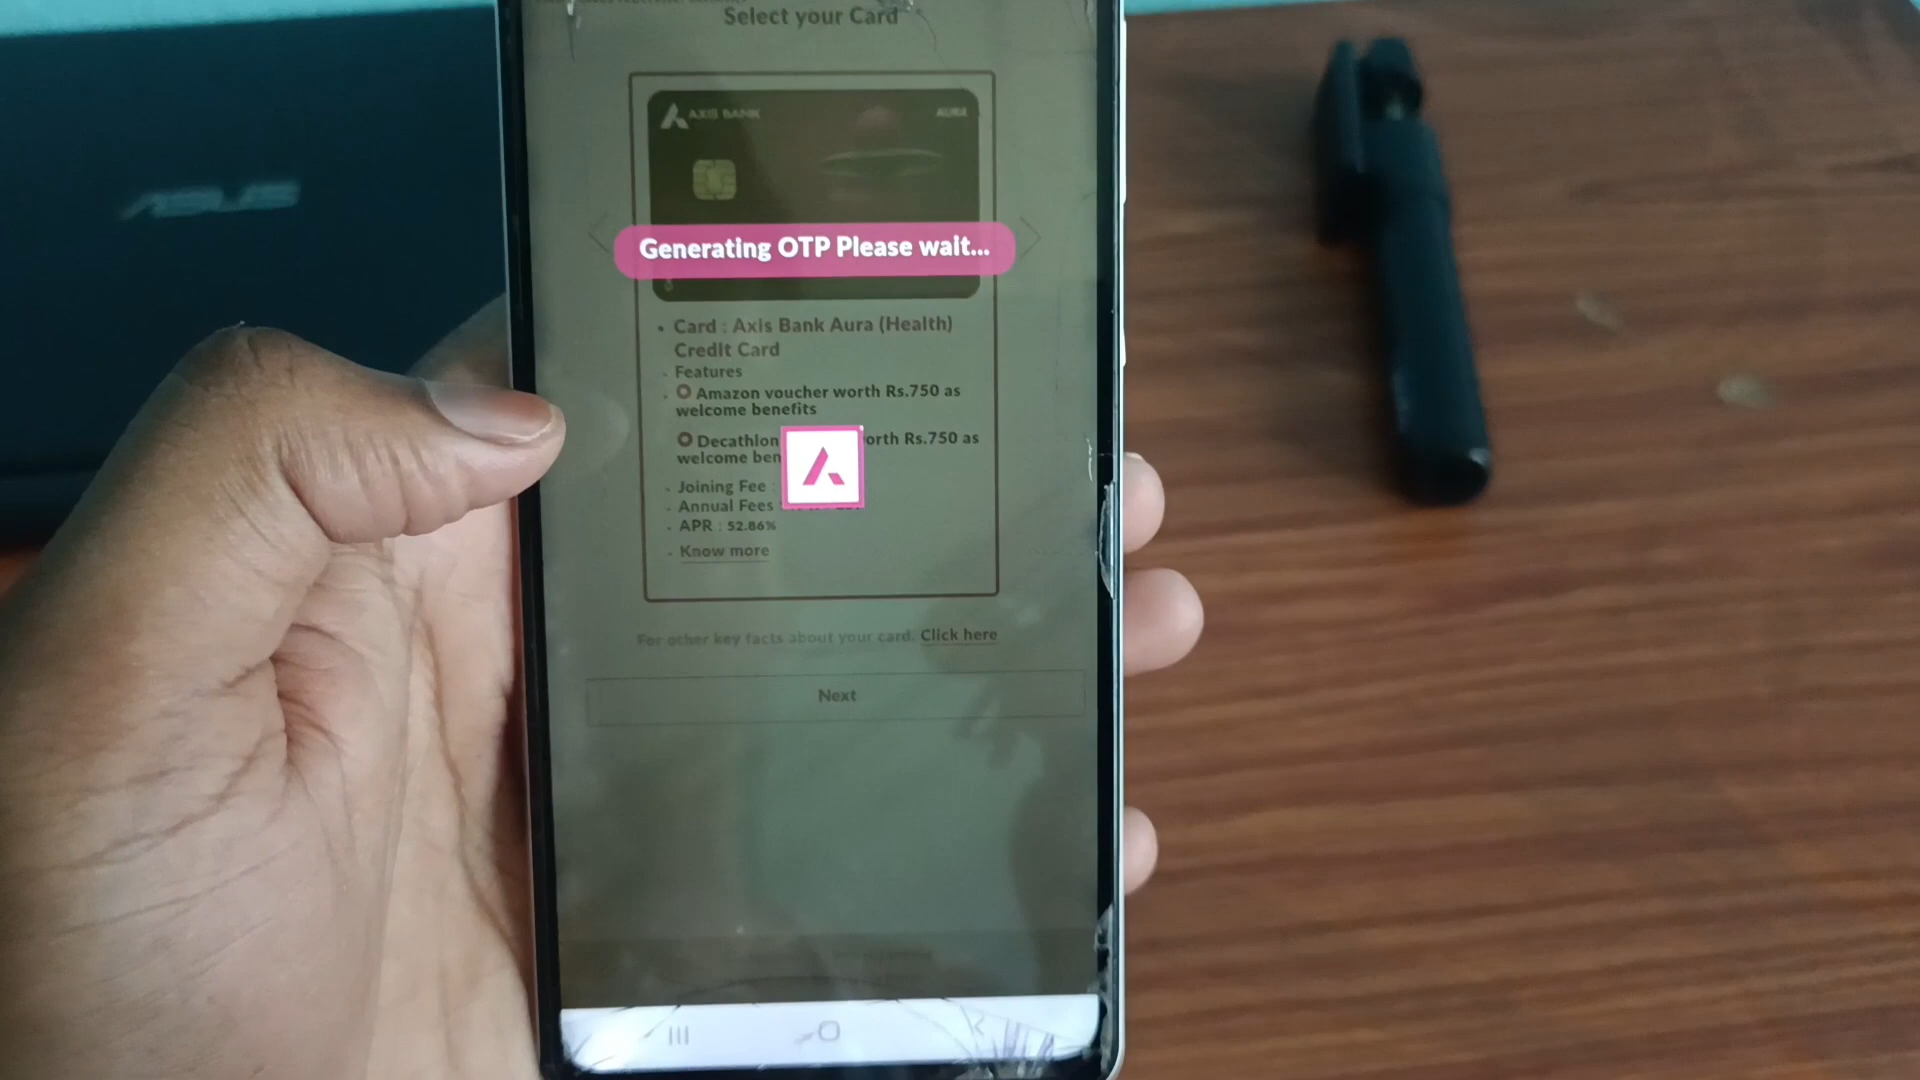 Select your Card
AXIS BANK
AURA
ASUS
Generating OTP Please wait...
Card : Axis Bank Aura (Health)
Credit Card
Features
Amazon voucher worth Rs.750 as
welcome benefits
Decathlon orth Rs.750 as
welcome ben
Joining Fee :
Annual Fees
APR : 52.86%
Know more
For other key facts about your card. Click here
Next